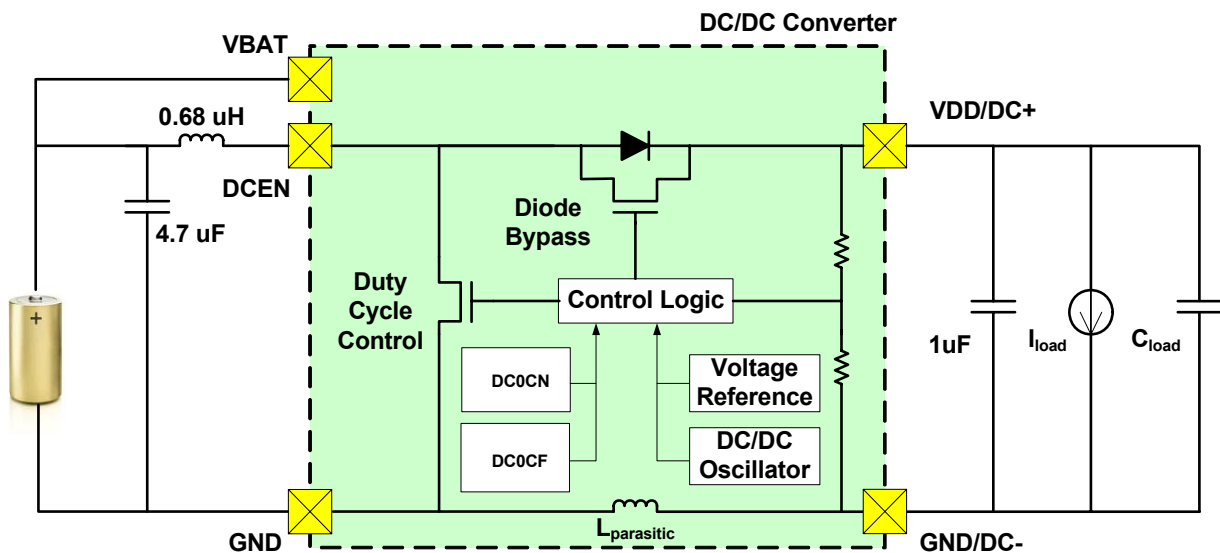 DC/DC Converter
VBAT
0.68 uH
VDD/DC+
DCEN
4.7 uF
Diode
Bypass
Duty
Cycle
Control
Control Logic
+
1uF
Iload
Cload
DC0CN
Voltage
Reference
DC0CF
DC/DC
Oscillator
Lparasitic
GND
GND/DC-